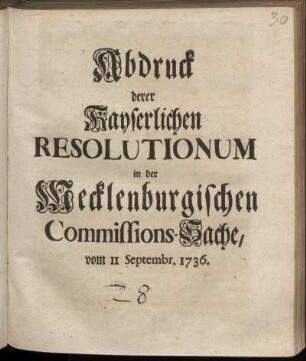 30
Abdruck
derer
Kayserlichen
RESOLUTIONUM
in der
Mecklenburgischen
Commissions-Sache,
vom 11 Septembr. 1736.
28